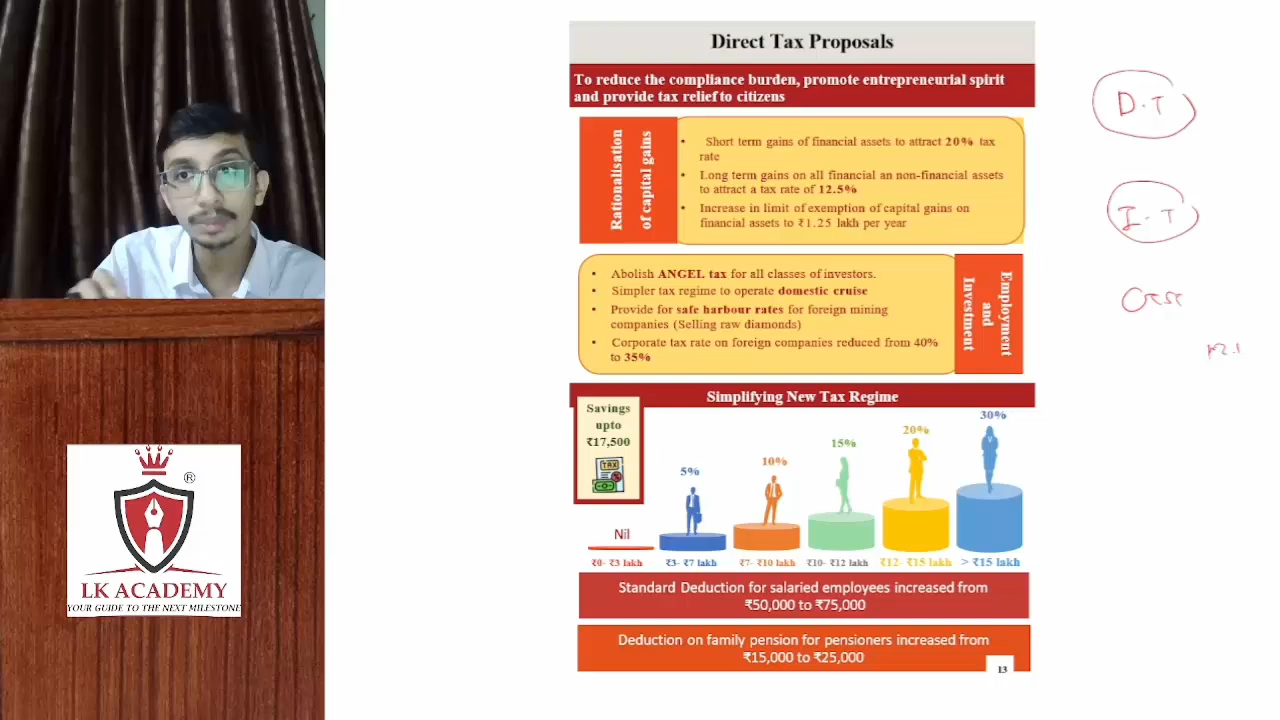 Direct Tax Proposals
To reduce the compliance burden, promote entrepreneurial spirit
and provide tax relief to citizens
Rationalisation
of capital gains
• Short term gains of financial assets to attract 20% tax
rate
• Long term gains on all financial an non-financial assets
to attract a tax rate of 12.5%
• Increase in limit of exemption of capital gains on
financial assets to ₹1.25 lakh per year
• Abolish ANGEL tax for all classes of investors.
• Simpler tax regime to operate domestic cruise
• Provide for safe harbour rates for foreign mining
companies (Selling raw diamonds)
• Corporate tax rate on foreign companies reduced from 40%
to 35%
Employment
and
Investment
Simplifying New Tax Regime
Savings
upto
₹17,500
TAX
Nil
5%
10%
15%
20%
30%
₹0- ₹3 lakh
₹3- ₹7 lakh
₹7- ₹10 lakh
₹10- ₹12 lakh
₹12- ₹15 lakh
> ₹15 lakh
Standard Deduction for salaried employees increased from
₹50,000 to ₹75,000
Deduction on family pension for pensioners increased from
₹15,000 to ₹25,000
13
D.T
I-T
®
LK ACADEMY
YOUR GUIDE TO THE NEXT MILESTONE